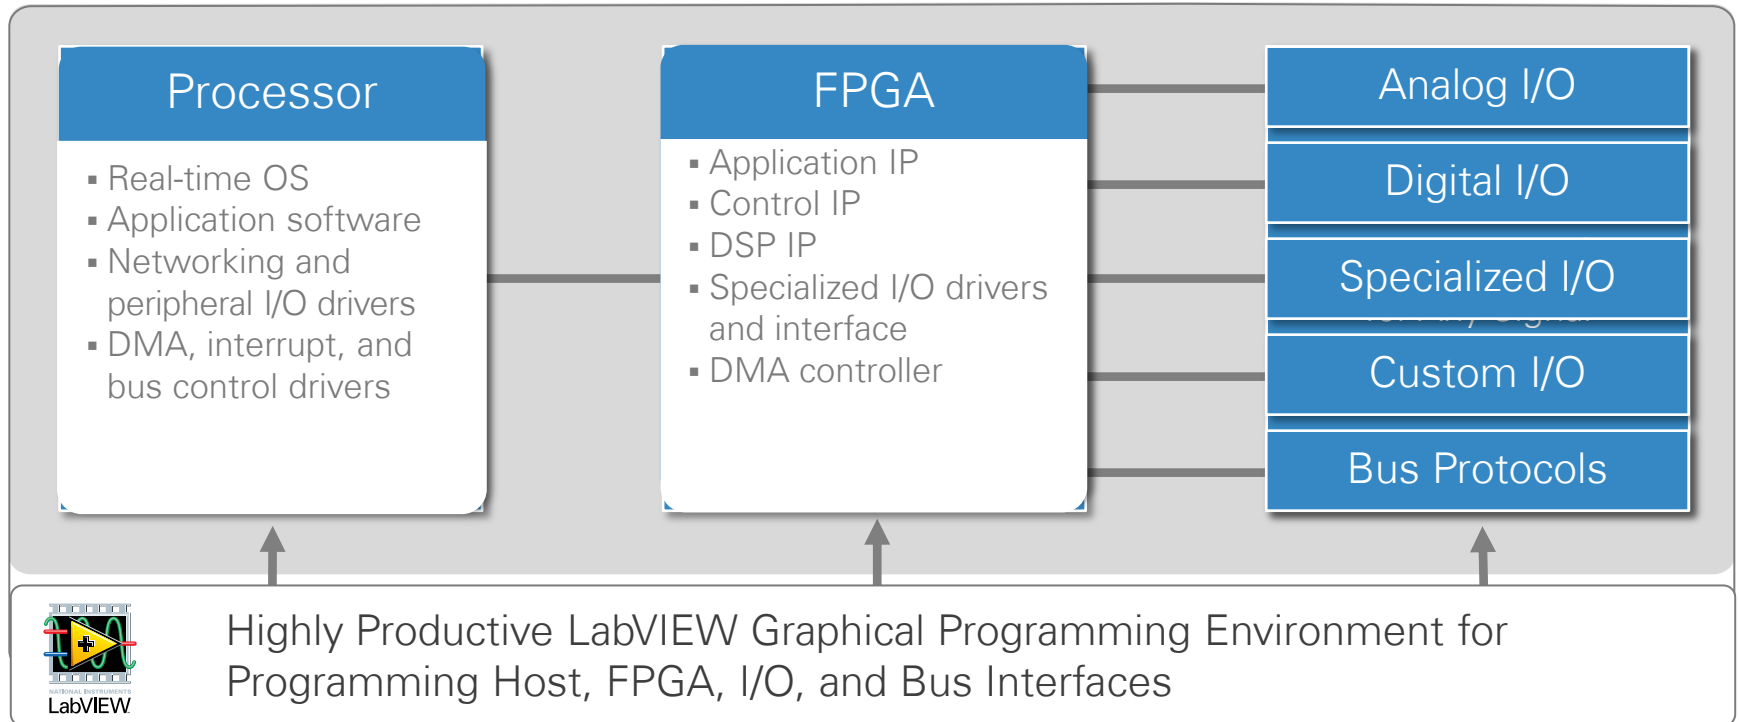 Processor
▪ Real-time OS
▪ Application software
▪ Networking and
peripheral I/O drivers
▪ DMA, interrupt, and
bus control drivers
FPGA
▪ Application IP
▪ Control IP
▪ DSP IP
▪ Specialized I/O drivers
and interface
▪ DMA controller
Analog I/O
Digital I/O
Specialized I/O
Custom I/O
Bus Protocols
NATIONAL INSTRUMENTS
LabVIEW
Highly Productive LabVIEW Graphical Programming Environment for
Programming Host, FPGA, I/O, and Bus Interfaces